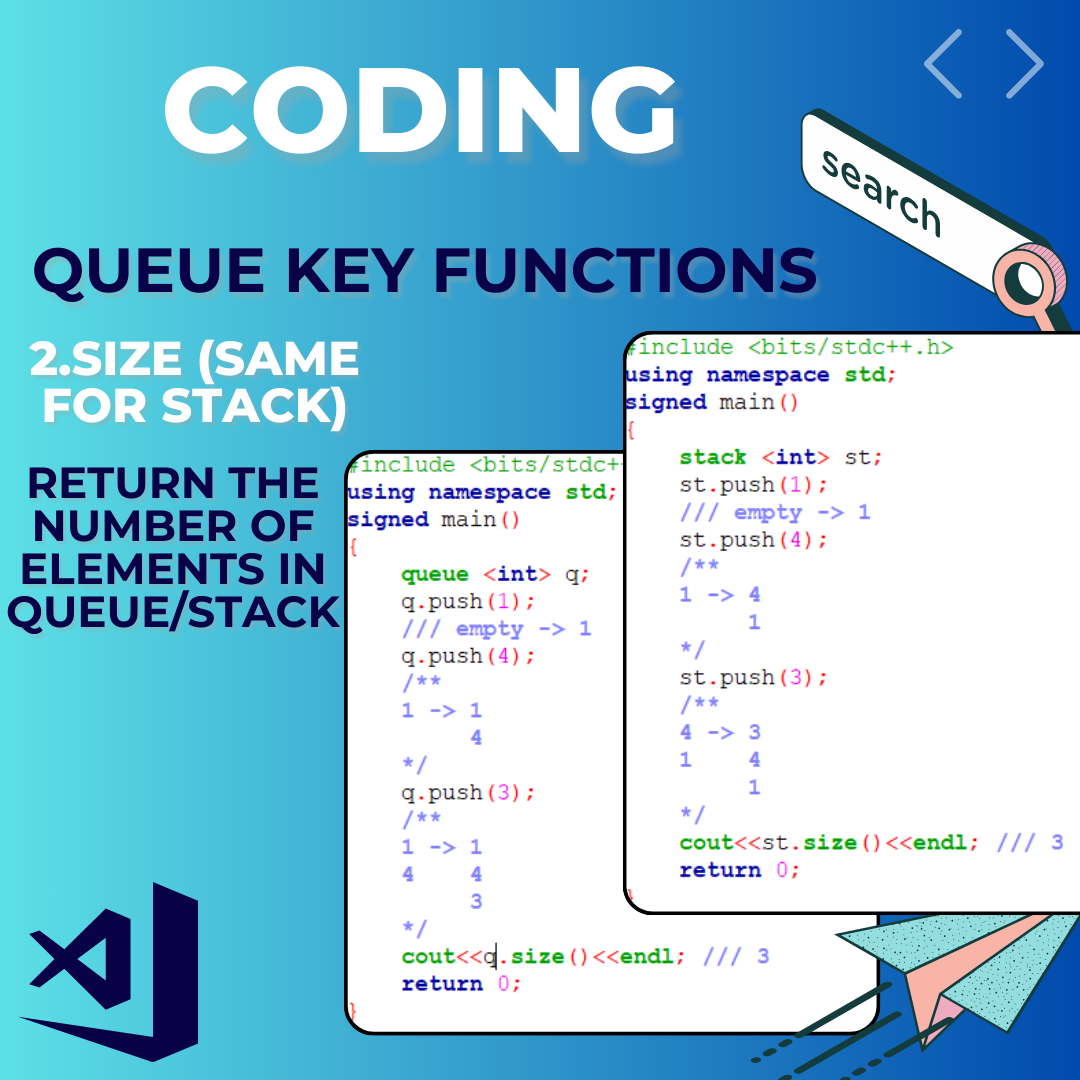 CODING
search
QUEUE KEY FUNCTIONS
2.SIZE (SAME
FOR STACK)
RETURN THE
NUMBER OF
ELEMENTS IN
QUEUE/STACK
#include <bits/stdc+
using namespace std;
signed main()
{
queue <int> q;
q.push(1);
/// empty -> 1
q.push(4);
/**
1 -> 1
4
*/
q.push(3);
/**
1 -> 1
4 4
3
*/
cout<<q.size()<<endl; /// 3
return 0;
}
#include <bits/stdc++.h>
using namespace std;
signed main()
{
stack <int> st;
st.push(1);
/// empty -> 1
st.push(4);
/**
1 -> 4
1
*/
st.push(3);
/**
4 -> 3
1 4
1
*/
cout<<st.size()<<endl; /// 3
return 0;
}